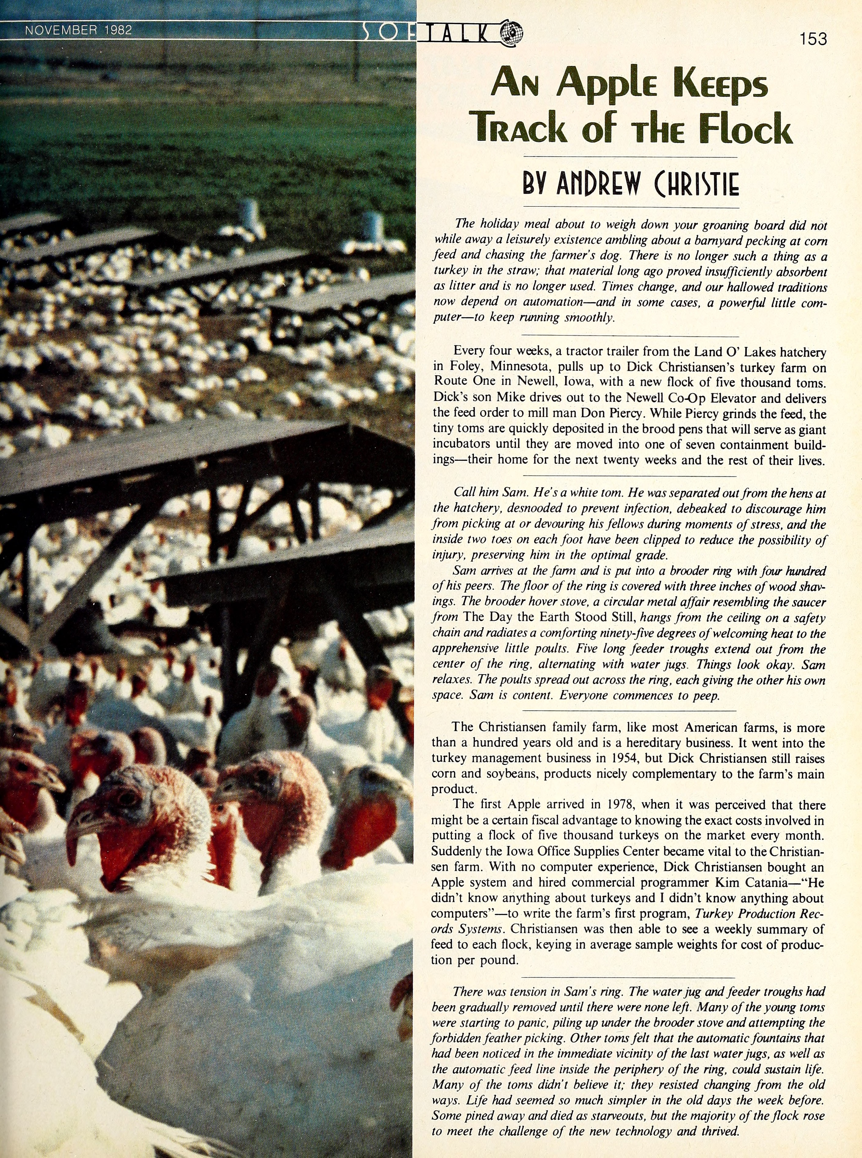 NOVEMBER 1982
SOFTALK
153
An Apple Keeps
Track of the Flock
BY ANDREW CHRISTIE
The holiday meal about to weigh down your groaning board did not
while away a leisurely existence ambling about a barnyard pecking at corn
feed and chasing the farmer's dog. There is no longer such a thing as a
turkey in the straw; that material long ago proved insufficiently absorbent
as litter and is no longer used. Times change, and our hallowed traditions
now depend on automation—and in some cases, a powerful little com-
puter—to keep running smoothly.
Every four weeks, a tractor trailer from the Land O' Lakes hatchery
in Foley, Minnesota, pulls up to Dick Christiansen's turkey farm on
Route One in Newell, Iowa, with a new flock of five thousand toms.
Dick's son Mike drives out to the Newell Co-Op Elevator and delivers
the feed order to mill man Don Piercy. While Piercy grinds the feed, the
tiny toms are quickly deposited in the brood pens that will serve as giant
incubators until they are moved into one of seven containment build-
ings—their home for the next twenty weeks and the rest of their lives.
Call him Sam. He's a white tom. He was separated out from the hens at
the hatchery, desnooded to prevent infection, debeaked to discourage him
from picking at or devouring his fellows during moments of stress, and the
inside two toes on each foot have been clipped to reduce the possibility of
injury, preserving him in the optimal grade.
Sam arrives at the farm and is put into a brooder ring with four hundred
of his peers. The floor of the ring is covered with three inches of wood shav-
ings. The brooder hover stove, a circular metal affair resembling the saucer
from The Day the Earth Stood Still, hangs from the ceiling on a safety
chain and radiates a comforting ninety-five degrees of welcoming heat to the
apprehensive little poults. Five long feeder troughs extend out from the
center of the ring, alternating with water jugs. Things look okay. Sam
relaxes. The poults spread out across the ring, each giving the other his own
space. Sam is content. Everyone commences to peep.
The Christiansen family farm, like most American farms, is more
than a hundred years old and is a hereditary business. It went into the
turkey management business in 1954, but Dick Christiansen still raises
corn and soybeans, products nicely complementary to the farm's main
product.
The first Apple arrived in 1978, when it was perceived that there
might be a certain fiscal advantage to knowing the exact costs involved in
putting a flock of five thousand turkeys on the market every month.
Suddenly the Iowa Office Supplies Center became vital to the Christian-
sen farm. With no computer experience, Dick Christiansen bought an
Apple system and hired commercial programmer Kim Catania—“He
didn't know anything about turkeys and I didn't know anything about
computers”—to write the farm's first program, Turkey Production Rec-
ords Systems. Christiansen was then able to see a weekly summary of
feed to each flock, keying in average sample weights for cost of produc-
tion per pound.
There was tension in Sam's ring. The water jug and feeder troughs had
been gradually removed until there were none left. Many of the young toms
were starting to panic, piling up under the brooder stove and attempting the
forbidden feather picking. Other toms felt that the automatic fountains that
had been noticed in the immediate vicinity of the last water jugs, as well as
the automatic feed line inside the periphery of the ring, could sustain life.
Many of the toms didn't believe it; they resisted changing from the old
ways. Life had seemed so much simpler in the old days the week before.
Some pined away and died as starveouts, but the majority of the flock rose
to meet the challenge of the new technology and thrived.